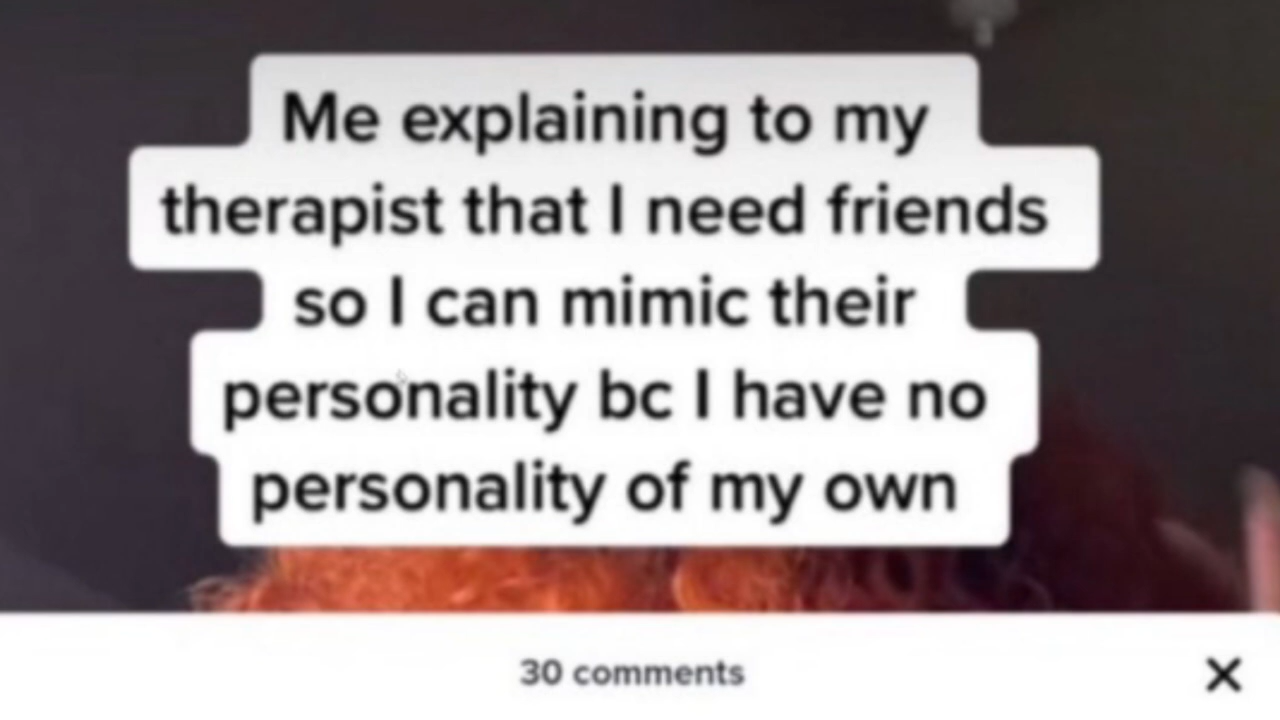 Me explaining to my
therapist that I need friends
so I can mimic their
personality bc I have no
personality of my own
30 comments